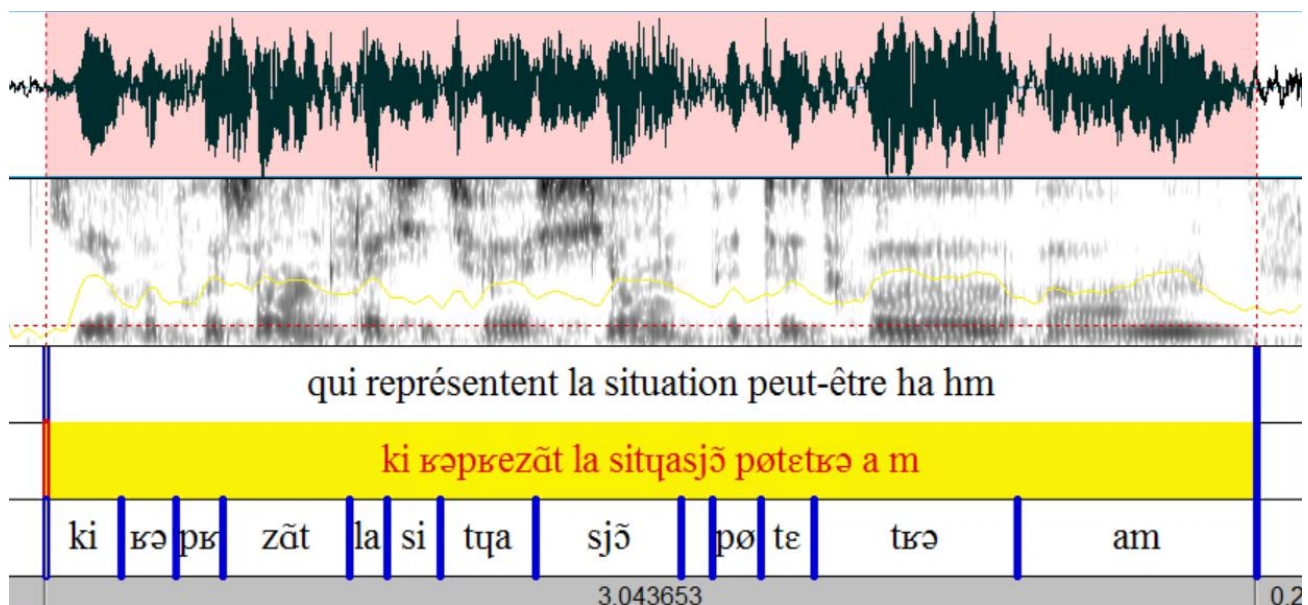 qui représentent la situation peut-être ha hm
ki ʁəpʁezɑ̃t la sitɥasjɔ̃ pøtɛtʁə a m
ki ʁə pʁ zɑ̃t la si tɥa sjɔ̃ pø tɛ tʁə am
3.043653 0.2